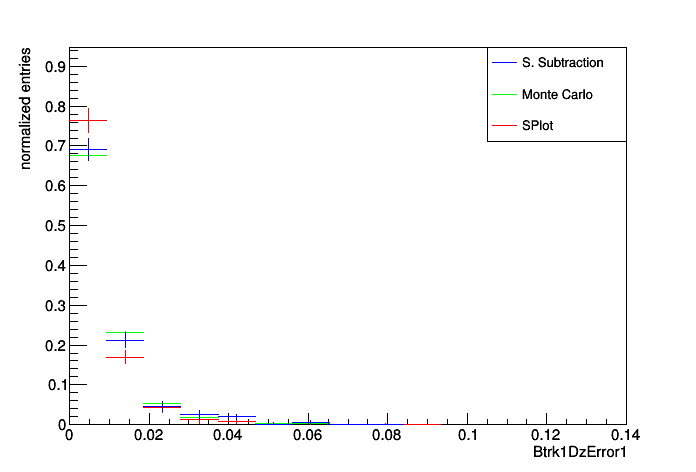 normalized entries
0.9
0.8
0.7
0.6
0.5
0.4
0.3
0.2
0.1
0
S. Subtraction
Monte Carlo
SPlot
0 0.02 0.04 0.06 0.08 0.1 0.12 0.14
Btrk1DzError1